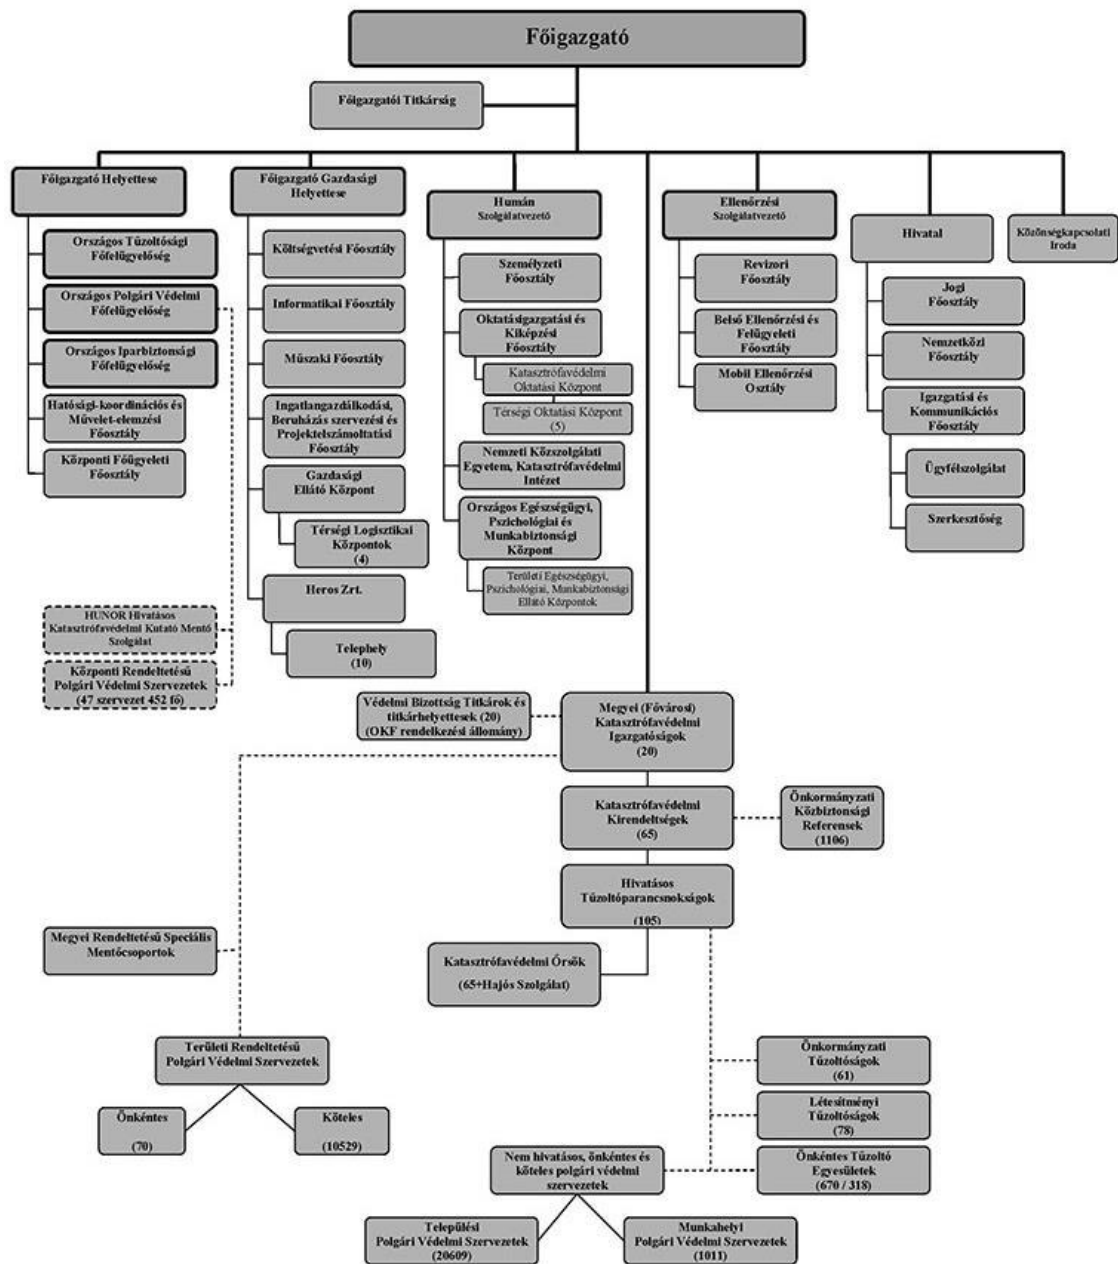 Főigazgató
Főigazgatói Titkárság
Főigazgató Helyettese
Országos Tűzoltósági
Főfelügyelőség
Országos Polgári Védelmi
Főfelügyelőség
Országos Iparbiztonsági
Főfelügyelőség
Hatósági-koordinációs és
Művelet-elemzési
Főosztály
Központi Főügyeleti
Főosztály
HUNOR Hivatásos
Katasztrófavédelmi Kutató Mentő
Szolgálat
Központi Rendeltetésű
Polgári Védelmi Szervezetek
(47 szervezet 452 fő)
Főigazgató Gazdasági
Helyettese
Költségvetési Főosztály
Informatikai Főosztály
Műszaki Főosztály
Ingatlangazdálkodási,
Beruházás szervezési és
Projektelszámoltatási
Főosztály
Gazdasági
Ellátó Központ
Térségi Logisztikai
Központok
(4)
Heros Zrt.
Telephely
(10)
Humán
Szolgálatvezető
Személyzeti
Főosztály
Oktatásigazgatási és
Kiképzési
Főosztály
Katasztrófavédelmi
Oktatási Központ
Térségi Oktatási Központ
(5)
Nemzeti Közszolgálati
Egyetem, Katasztrófavédelmi
Intézet
Országos Egészségügyi,
Pszichológiai és
Munkabiztonsági
Központ
Területi Egészségügyi,
Pszichológiai, Munkabiztonsági
Ellátó Központok
Ellenőrzési
Szolgálatvezető
Revizori
Főosztály
Belső Ellenőrzési és
Felügyeleti
Főosztály
Mobil Ellenőrzési
Osztály
Hivatal
Jogi
Főosztály
Nemzetközi
Főosztály
Igazgatási és
Kommunikációs
Főosztály
Ügyfélszolgálat
Szerkesztőség
Közönségkapcsolati
Iroda
Védelmi Bizottság Titkárok és
titkárhelyettesek (20)
(OKF rendelkezési állomány)
Megyei (Fővárosi)
Katasztrófavédelmi
Igazgatóságok
(20)
Katasztrófavédelmi
Kirendeltségek
(65)
Önkormányzati
Közbiztonsági
Referensek
(1106)
Hivatásos
Tűzoltóparancsnokságok
(105)
Megyei Rendeltetésű Speciális
Mentőcsoportok
Katasztrófavédelmi Őrsök
(65+Hajós Szolgálat)
Területi Rendeltetésű
Polgári Védelmi Szervezetek
Önkéntes
(70)
Köteles
(10529)
Önkormányzati
Tűzoltóságok
(61)
Létesítményi
Tűzoltóságok
(78)
Önkéntes Tűzoltó
Egyesületek
(670 / 318)
Nem hivatásos, önkéntes és
köteles polgári védelmi
szervezetek
Települési
Polgári Védelmi Szervezetek
(20609)
Munkahelyi
Polgári Védelmi Szervezetek
(1011)